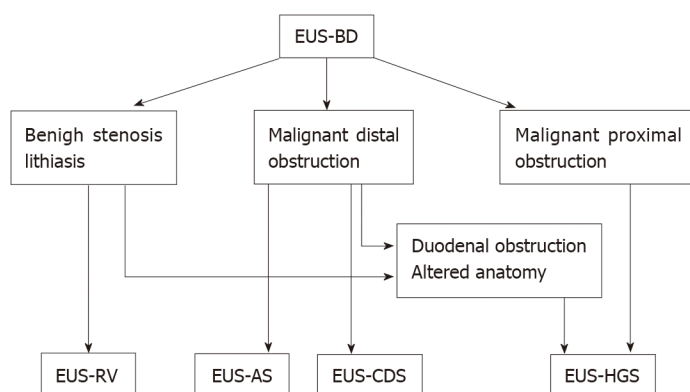 EUS-BD
Benigh stenosis
lithiasis
Malignant distal
obstruction
Malignant proximal
obstruction
Duodenal obstruction
Altered anatomy
EUS-RV
EUS-AS
EUS-CDS
EUS-HGS